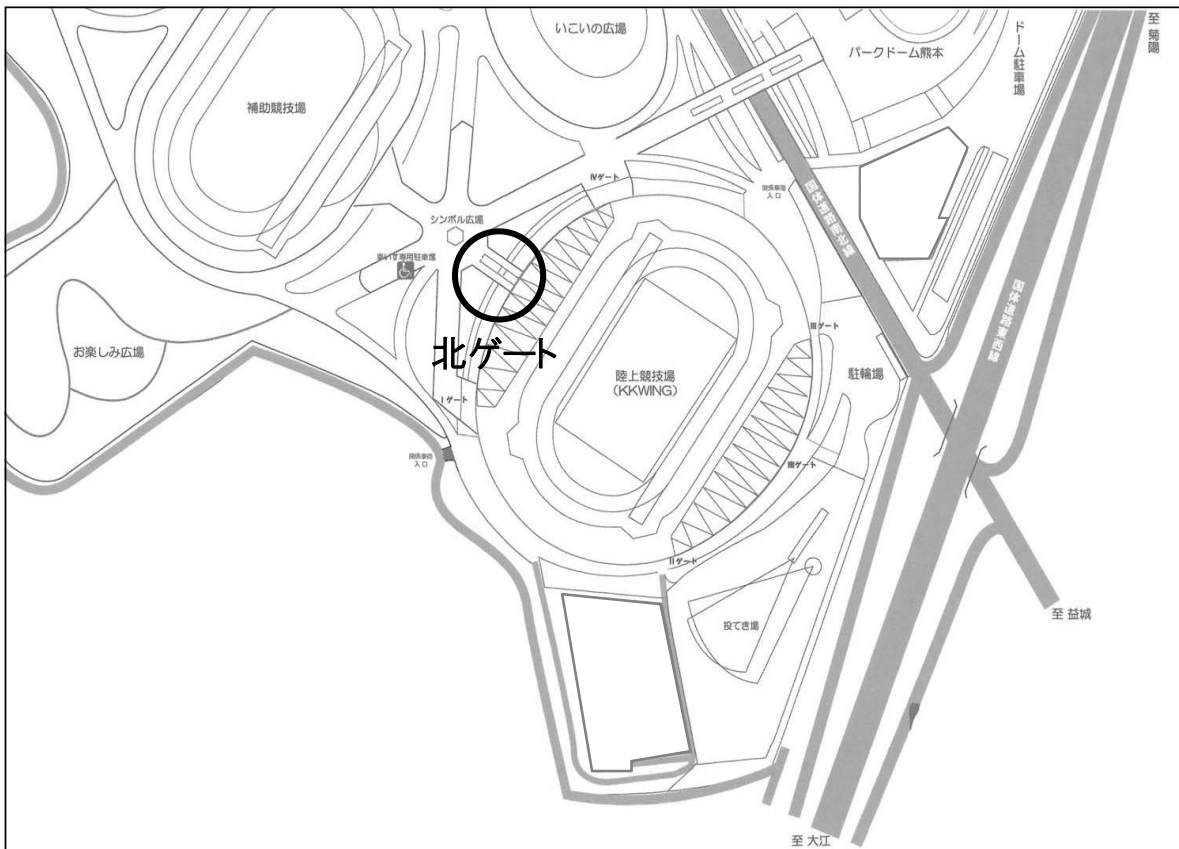 いこいの広場
パークドーム熊本
ドーム駐車場
至 菊陽
補助競技場
Ⅳゲート
関係車両
入口
国体道路南北線
シンボル広場
車いす専用駐車場
国体道路東西線
北ゲート
お楽しみ広場
Ⅲゲート
駐輪場
陸上競技場
(KKWING)
Ⅰゲート
関係車両
入口
南ゲート
Ⅱゲート
投てき場
至 益城
至 大江